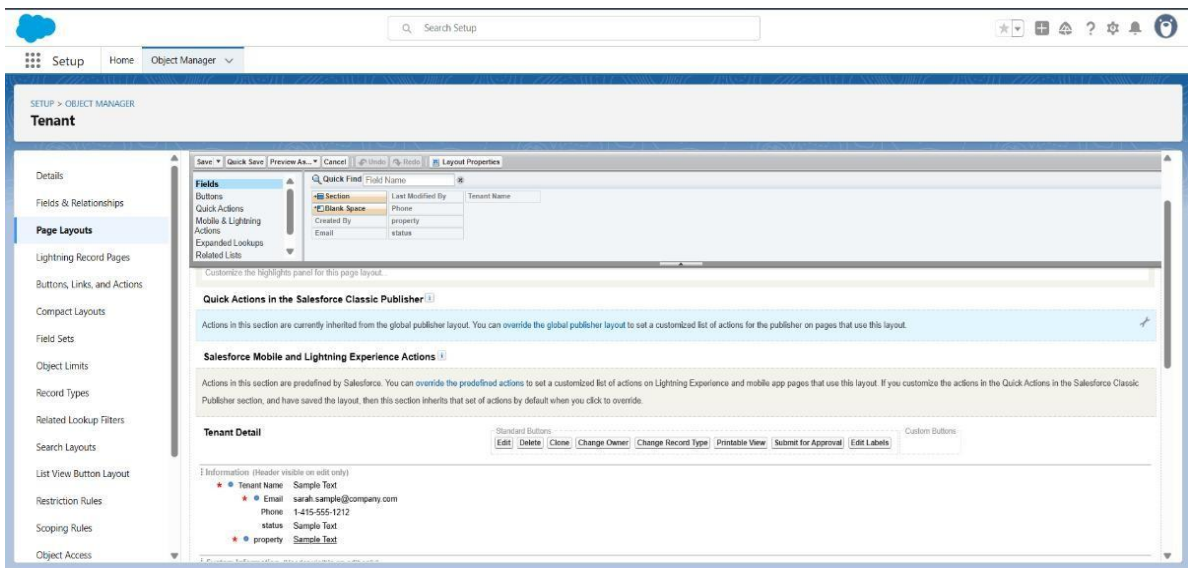 Search Setup
Setup Home Object Manager
SETUP > OBJECT MANAGER
Tenant
Details
Fields & Relationships
Page Layouts
Lightning Record Pages
Buttons, Links, and Actions
Compact Layouts
Field Sets
Object Limits
Record Types
Related Lookup Filters
Search Layouts
List View Button Layout
Restriction Rules
Scoping Rules
Object Access
Save Quick Save Preview As... Cancel Undo Redo Layout Properties
Fields
Buttons
Quick Actions
Mobile & Lightning
Actions
Expanded Lookups
Related Lists
Quick Find Field Name
Section Last Modified By Tenant Name
Blank Space Phone
Created By property
Email status
Customize the highlights panel for this page layout...
Quick Actions in the Salesforce Classic Publisher
Actions in this section are currently inherited from the global publisher layout. You can override the global publisher layout to set a customized list of actions for the publisher on pages that use this layout.
Salesforce Mobile and Lightning Experience Actions
Actions in this section are predefined by Salesforce. You can override the predefined actions to set a customized list of actions on Lightning Experience and mobile app pages that use this layout. If you customize the actions in the Quick Actions in the Salesforce Classic
Publisher section, and have saved the layout, then this section inherits that set of actions by default when you click to override.
Tenant Detail
Standard Buttons
Edit Delete Clone Change Owner Change Record Type Printable View Submit for Approval Edit Labels
Custom Buttons
Information (Header visible on edit only)
* Tenant Name Sample Text
* Email sarah.sample@company.com
Phone 1-415-555-1212
status Sample Text
* property Sample Text